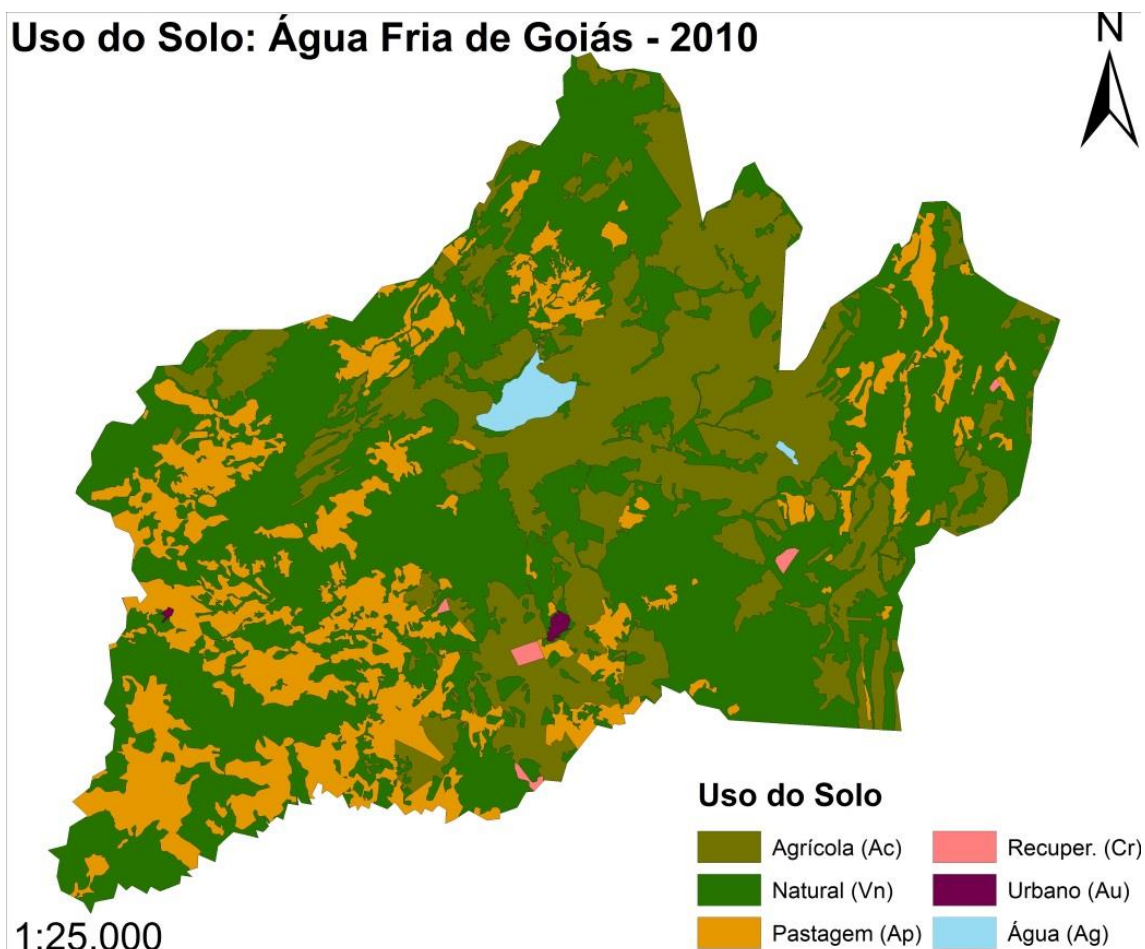 Uso do Solo: Água Fria de Goiás - 2010
N
Uso do Solo
Agrícola (Ac)
Recuper. (Cr)
Natural (Vn)
Urbano (Au)
Pastagem (Ap)
Água (Ag)
1:25.000